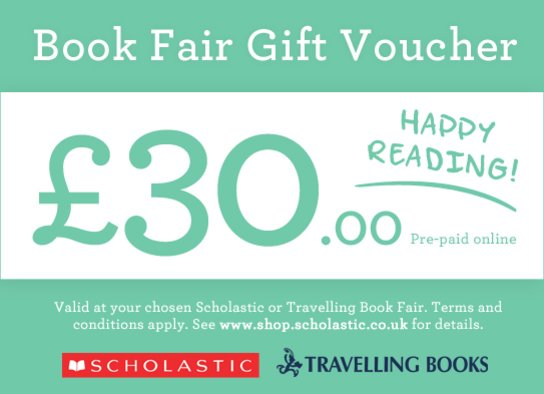 Book Fair Gift Voucher
HAPPY
READING!
£30.00
Pre-paid online
Valid at your chosen Scholastic or Travelling Book Fair. Terms and
conditions apply. See www.shop.scholastic.co.uk for details.
SCHOLASTIC
TRAVELLING BOOKS